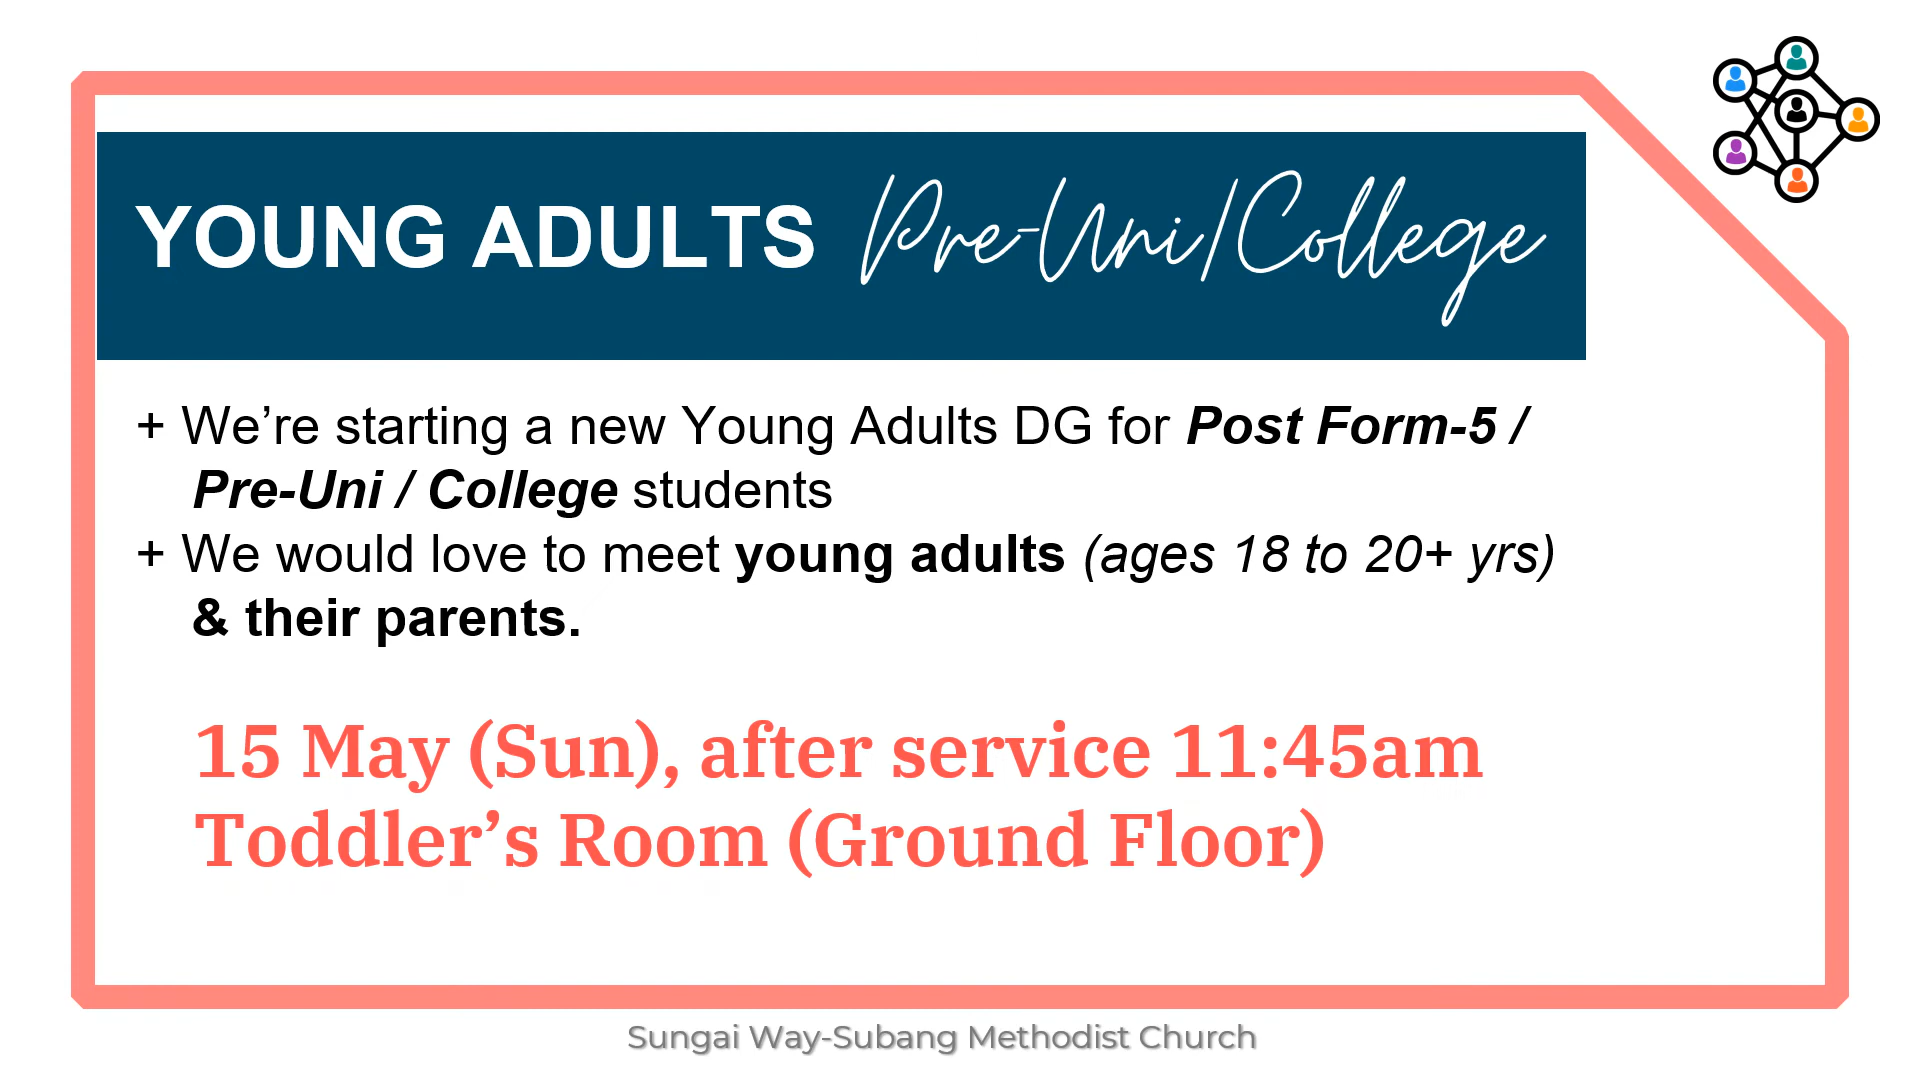 YOUNG ADULTS Pre-Uni/College
+ We’re starting a new Young Adults DG for Post Form-5 /
Pre-Uni / College students
+ We would love to meet young adults (ages 18 to 20+ yrs)
& their parents.
15 May (Sun), after service 11:45am
Toddler’s Room (Ground Floor)
Sungai Way-Subang Methodist Church